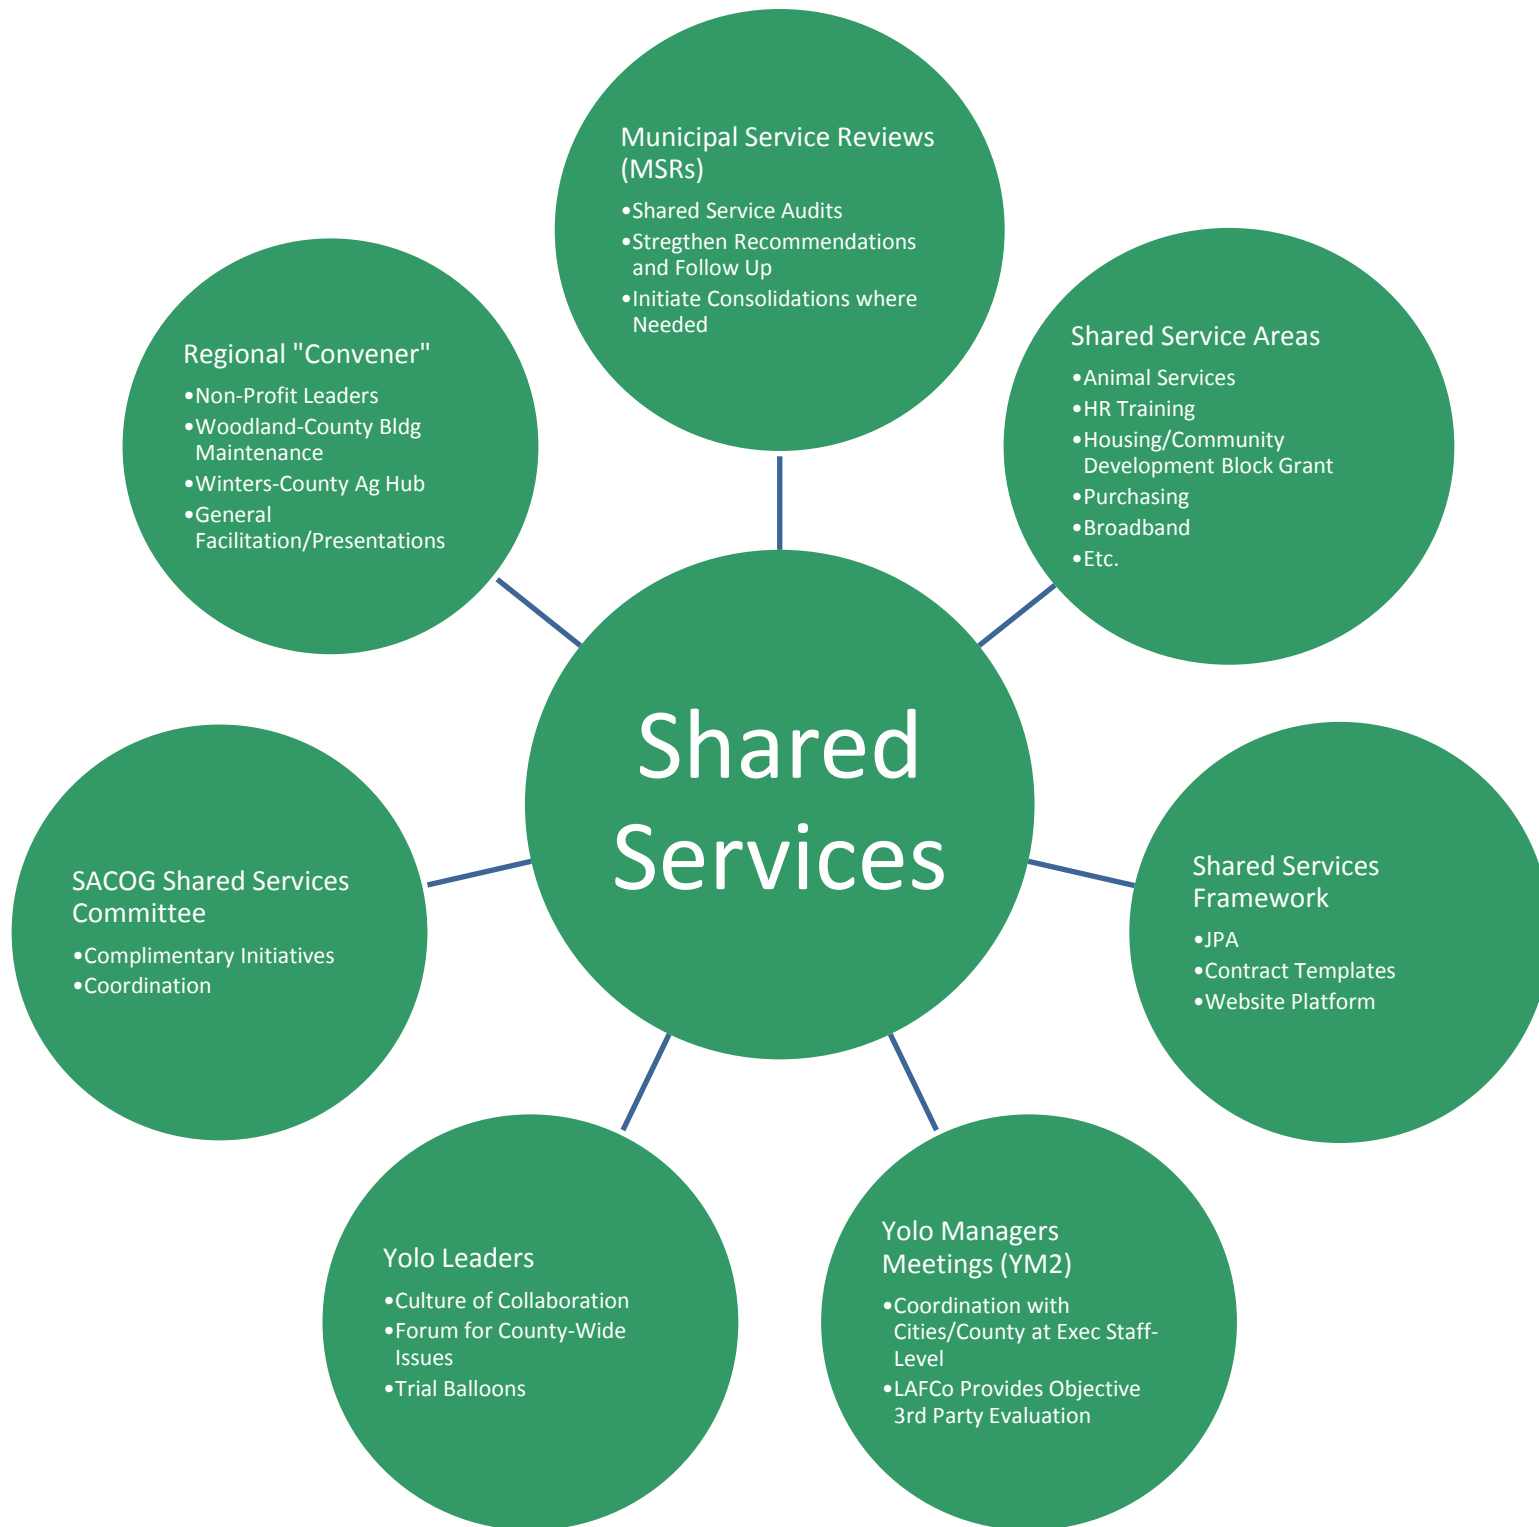 Municipal Service Reviews
(MSRs)
•Shared Service Audits
•Stregthen Recommendations
and Follow Up
•Initiate Consolidations where
Needed
Shared Service Areas
•Animal Services
•HR Training
•Housing/Community
Development Block Grant
•Purchasing
•Broadband
•Etc.
Regional "Convener"
•Non-Profit Leaders
•Woodland-County Bldg
Maintenance
•Winters-County Ag Hub
•General
Facilitation/Presentations
Shared
Services
SACOG Shared Services
Committee
•Complimentary Initiatives
•Coordination
Shared Services
Framework
•JPA
•Contract Templates
•Website Platform
Yolo Leaders
•Culture of Collaboration
•Forum for County-Wide
Issues
•Trial Balloons
Yolo Managers
Meetings (YM2)
•Coordination with
Cities/County at Exec Staff-
Level
•LAFCo Provides Objective
3rd Party Evaluation